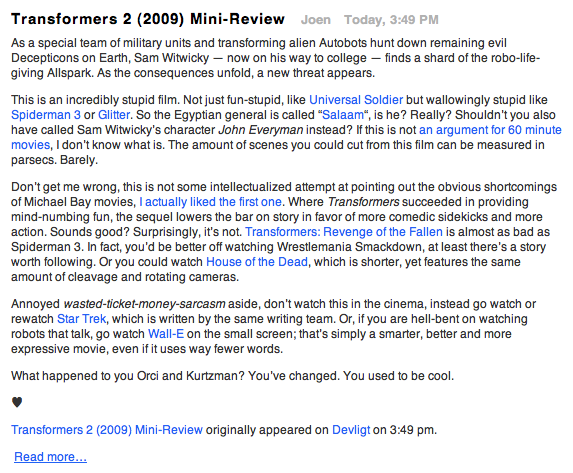 Transformers 2 (2009) Mini-Review Joen Today, 3:49 PM
As a special team of military units and transforming alien Autobots hunt down remaining evil
Decepticons on Earth, Sam Witwicky — now on his way to college — finds a shard of the robo-life-
giving Allspark. As the consequences unfold, a new threat appears.
This is an incredibly stupid film. Not just fun-stupid, like Universal Soldier but wallowingly stupid like
Spiderman 3 or Glitter. So the Egyptian general is called “Salaam“, is he? Really? Shouldn’t you also
have called Sam Witwicky’s character John Everyman instead? If this is not an argument for 60 minute
movies, I don’t know what is. The amount of scenes you could cut from this film can be measured in
parsecs. Barely.
Don’t get me wrong, this is not some intellectualized attempt at pointing out the obvious shortcomings
of Michael Bay movies, I actually liked the first one. Where Transformers succeeded in providing
mind-numbing fun, the sequel lowers the bar on story in favor of more comedic sidekicks and more
action. Sounds good? Surprisingly, it’s not. Transformers: Revenge of the Fallen is almost as bad as
Spiderman 3. In fact, you’d be better off watching Wrestlemania Smackdown, at least there’s a story
worth following. Or you could watch House of the Dead, which is shorter, yet features the same
amount of cleavage and rotating cameras.
Annoyed wasted-ticket-money-sarcasm aside, don’t watch this in the cinema, instead go watch or
rewatch Star Trek, which is written by the same writing team. Or, if you are hell-bent on watching
robots that talk, go watch Wall-E on the small screen; that’s simply a smarter, better and more
expressive movie, even if it uses way fewer words.
What happened to you Orci and Kurtzman? You’ve changed. You used to be cool.
♥
Transformers 2 (2009) Mini-Review originally appeared on Devligt on 3:49 pm.
Read more…